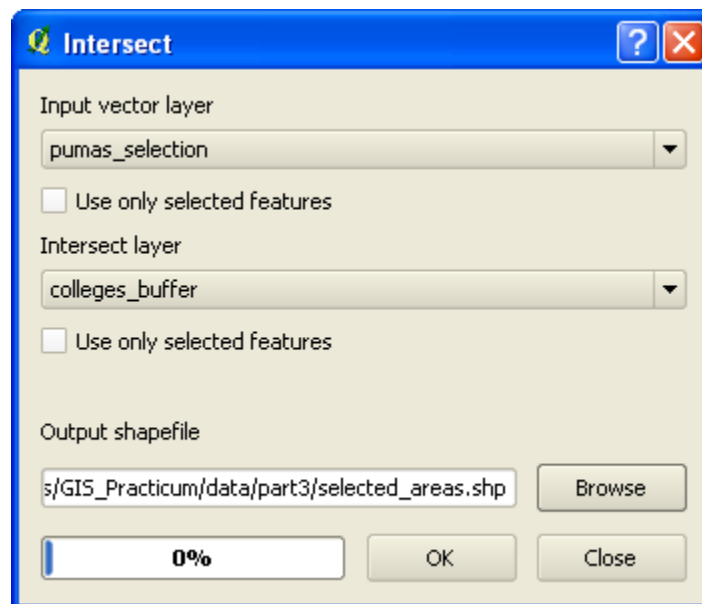 Intersect
Input vector layer
pumas_selection
Use only selected features
Intersect layer
colleges_buffer
Use only selected features
Output shapefile
s/GIS_Practicum/data/part3/selected_areas.shp
Browse
0%
OK
Close